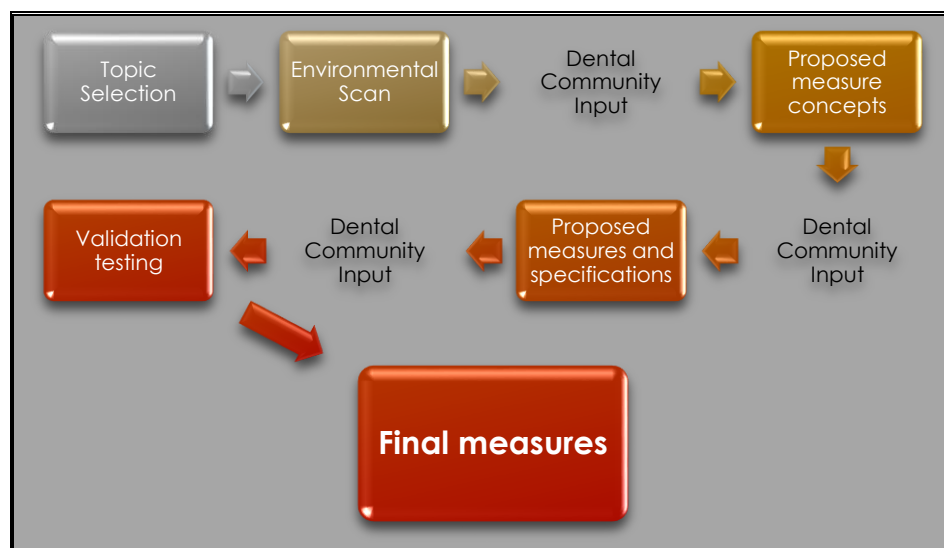 Topic
Selection
Environmental
Scan
Dental
Community
Input
Proposed
measure
concepts
Dental
Community
Input
Proposed
measures and
specifications
Dental
Community
Input
Validation
testing
Final measures